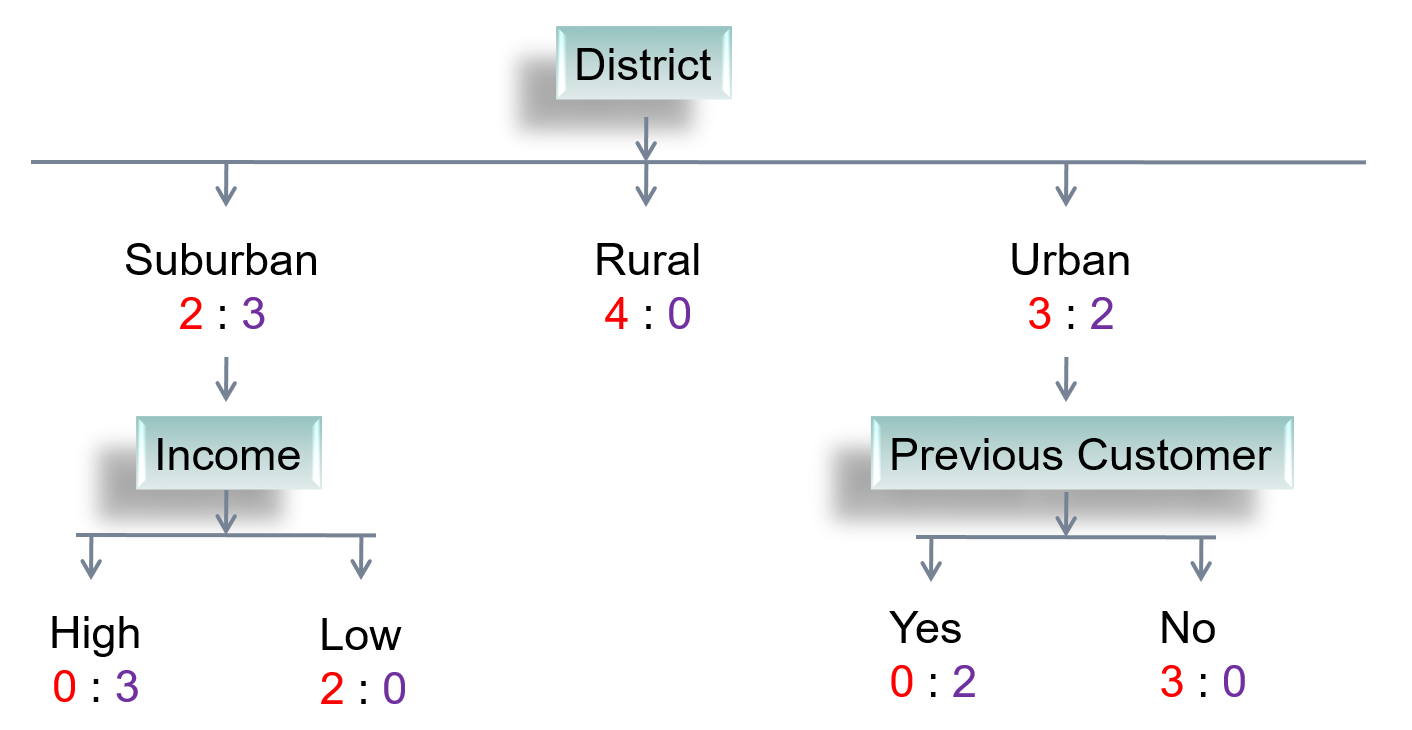 District
Suburban
2 : 3
Rural
4 : 0
Urban
3 : 2
Income
Previous Customer
High
0 : 3
Low
2 : 0
Yes
0 : 2
No
3 : 0